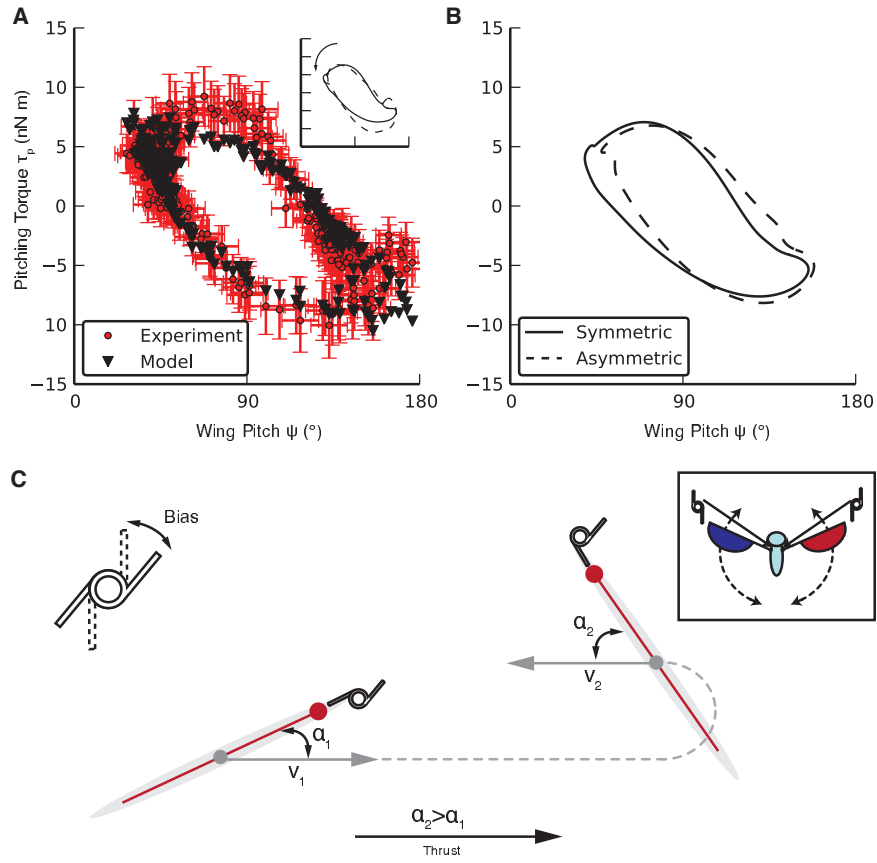 A
15
10
5
0
−5
−10
−15
Pitching Torque τp (nN m)
Experiment
Model
0
90
180
Wing Pitch ψ (°)
B
15
10
5
0
−5
−10
−15
Symmetric
Asymmetric
0
90
180
Wing Pitch ψ (°)
C
Bias
α1
v1
α2
v2
α2>α1
Thrust